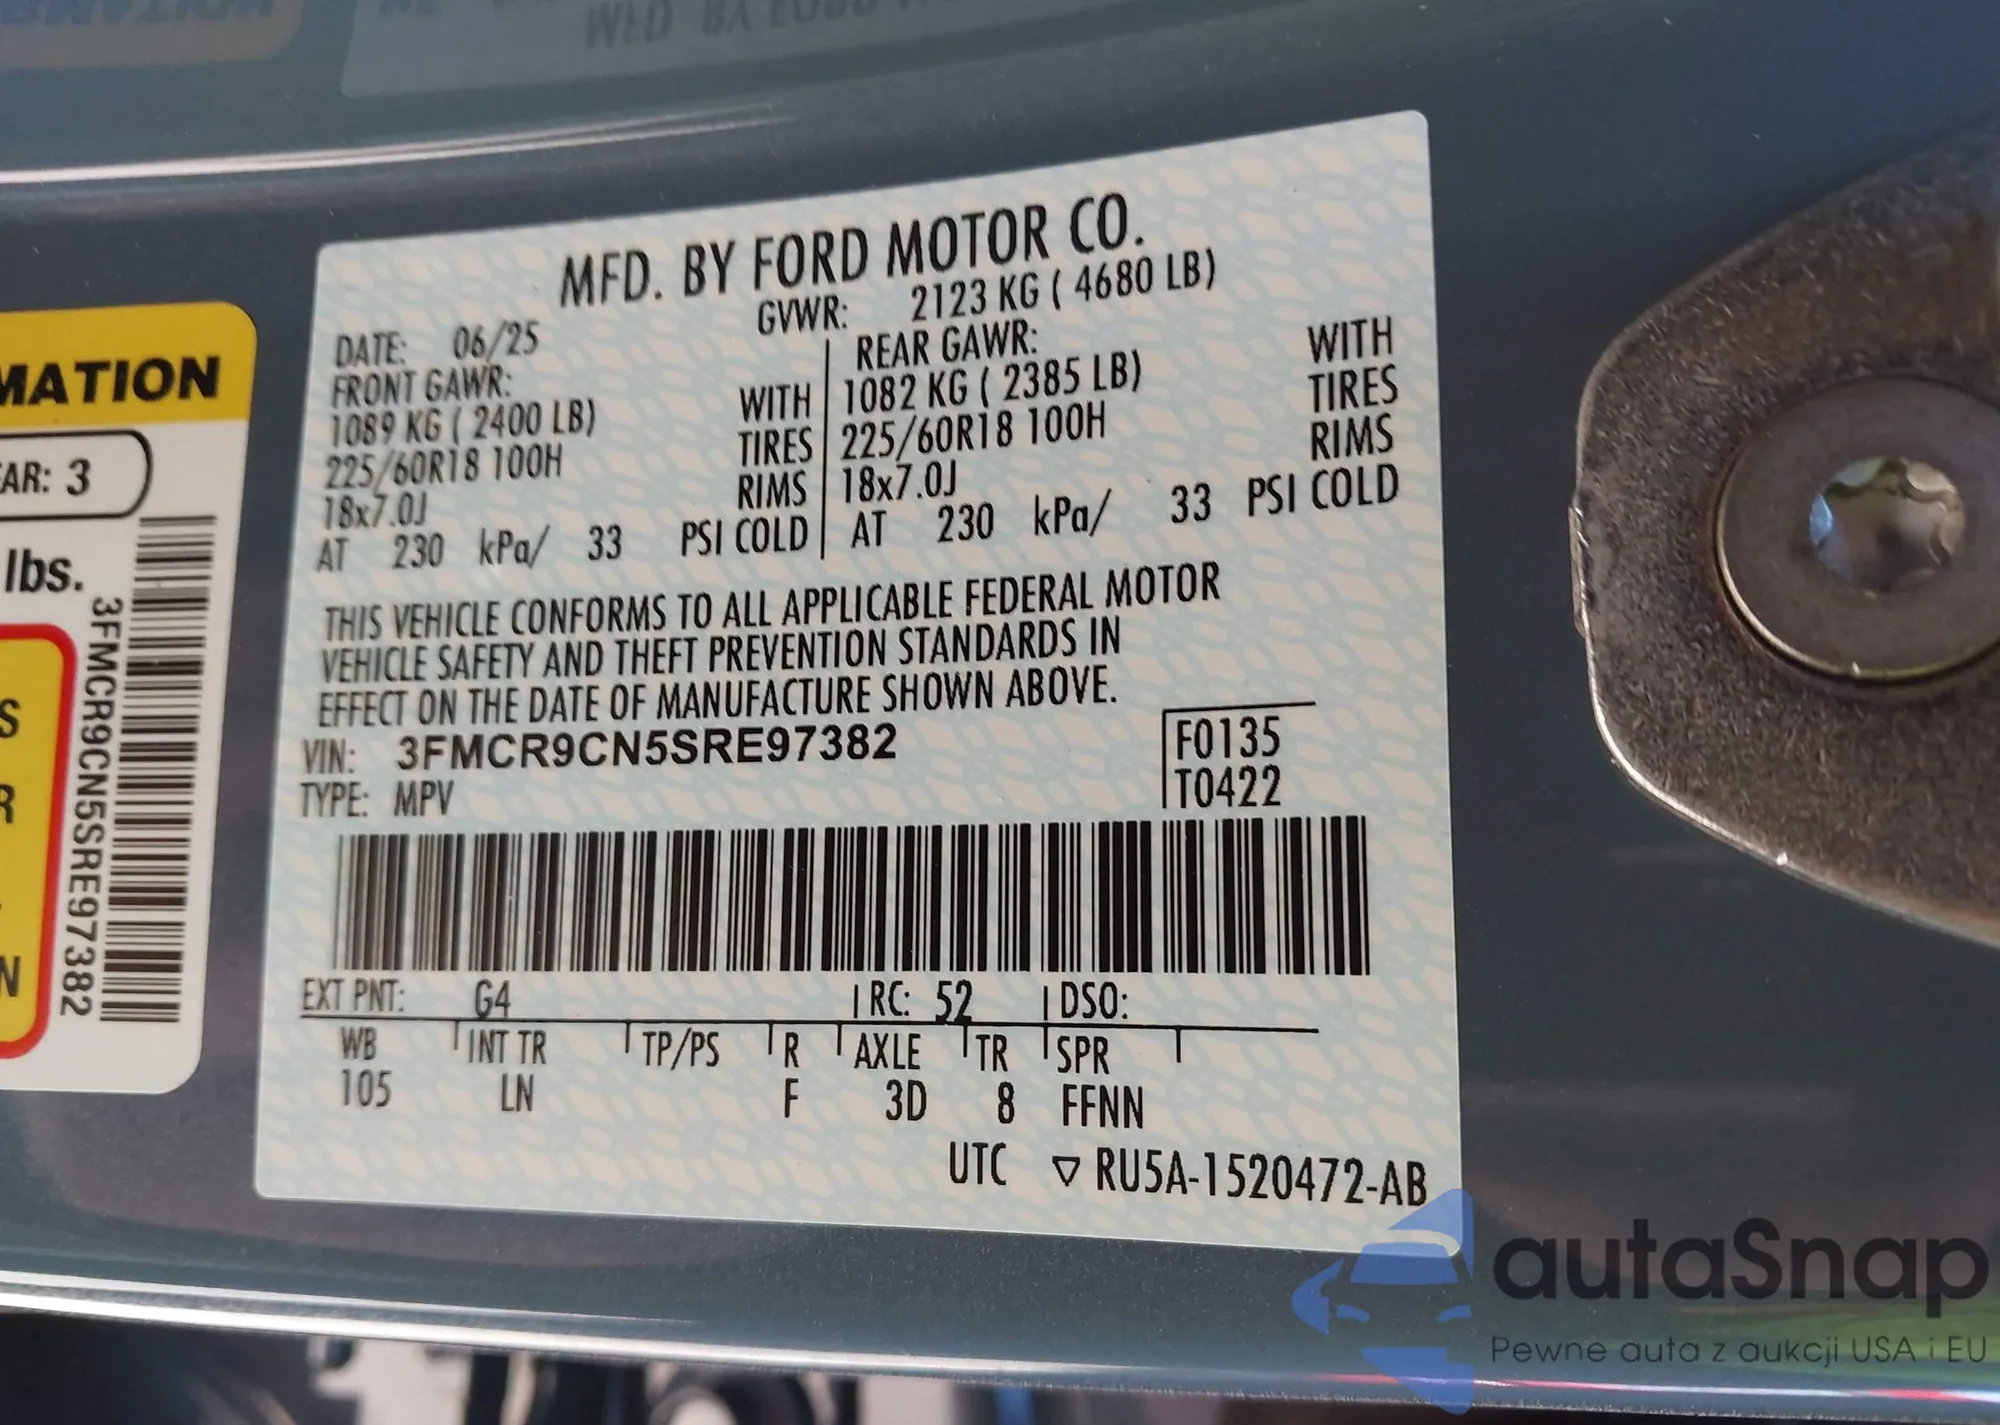 MFD. BY FORD MOTOR CO.
DATE: 06/25
GVWR: 2123 KG ( 4680 LB)
FRONT GAWR:
1089 KG ( 2400 LB) WITH
225/60R18 100H TIRES
18x7.0J RIMS
AT 230 kPa/ 33 PSI COLD
REAR GAWR: WITH
1082 KG ( 2385 LB) TIRES
225/60R18 100H RIMS
18x7.0J
AT 230 kPa/ 33 PSI COLD
THIS VEHICLE CONFORMS TO ALL APPLICABLE FEDERAL MOTOR
VEHICLE SAFETY AND THEFT PREVENTION STANDARDS IN
EFFECT ON THE DATE OF MANUFACTURE SHOWN ABOVE.
VIN: 3FMCR9CN5SRE97382
TYPE: MPV
F0135
T0422
EXT PNT: G4 RC: 52 DSO:
WB INT TR TP/PS R AXLE TR SPR
105 LN F 3D 8 FFNN
UTC ▽ RU5A-1520472-AB
MATION
AR: 3
lbs.
3FMCR9CN5SRE97382
S
R
N
autaSnap
Pewne auta z aukcji USA i EU